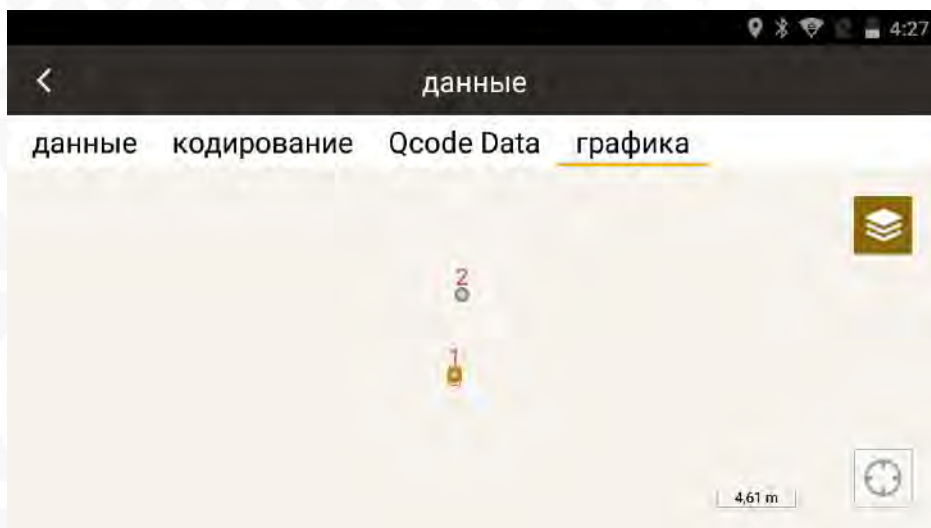 4:27
данные
данные кодирование Qcode Data графика
2
1
4,61 m